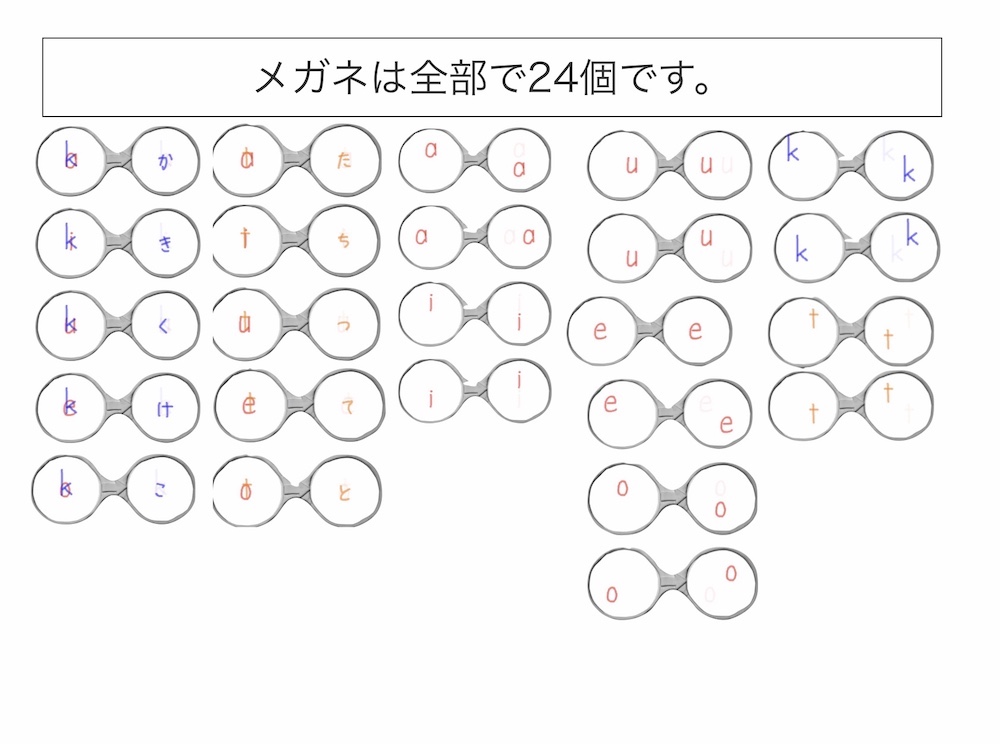 メガネは全部で24個です。
k a か
k i き
k u く
k e け
k o こ
t a た
t i ち
t u つ
t e て
t o と
a a a
a a a
i i i
i i i
u u u
u u u
e e
e e e
o o o
o o o
k k k
k k k
t t t
t t t